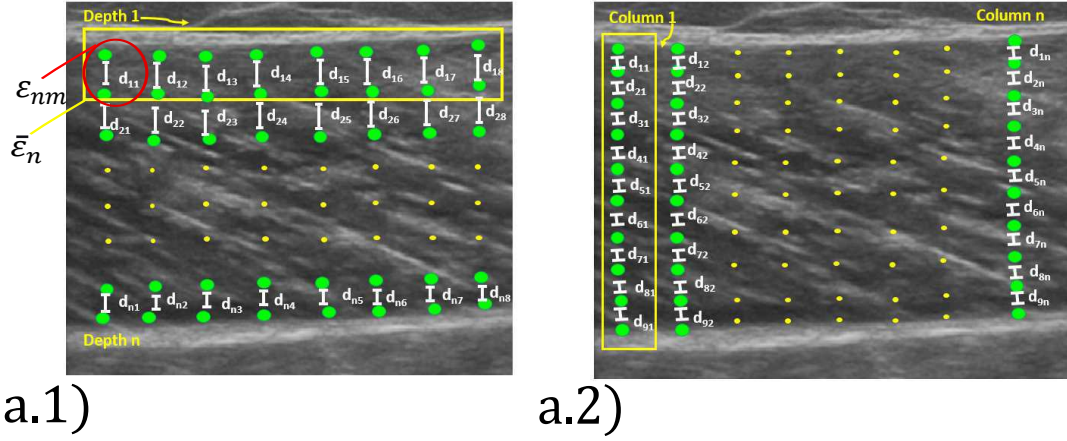 Depth 1
d11 d12 d13 d14 d15 d16 d17 d18
εnm
ε̄n
d21 d22 d23 d24 d25 d26 d27 d28
dn1 dn2 dn3 dn4 dn5 dn6 dn7 dn8
Depth n
a.1)
Column 1 Column n
d11 d12 d1n
d21 d22 d2n
d31 d32 d3n
d41 d42 d4n
d51 d52 d5n
d61 d62 d6n
d71 d72 d7n
d81 d82 d8n
d91 d92 d9n
a.2)